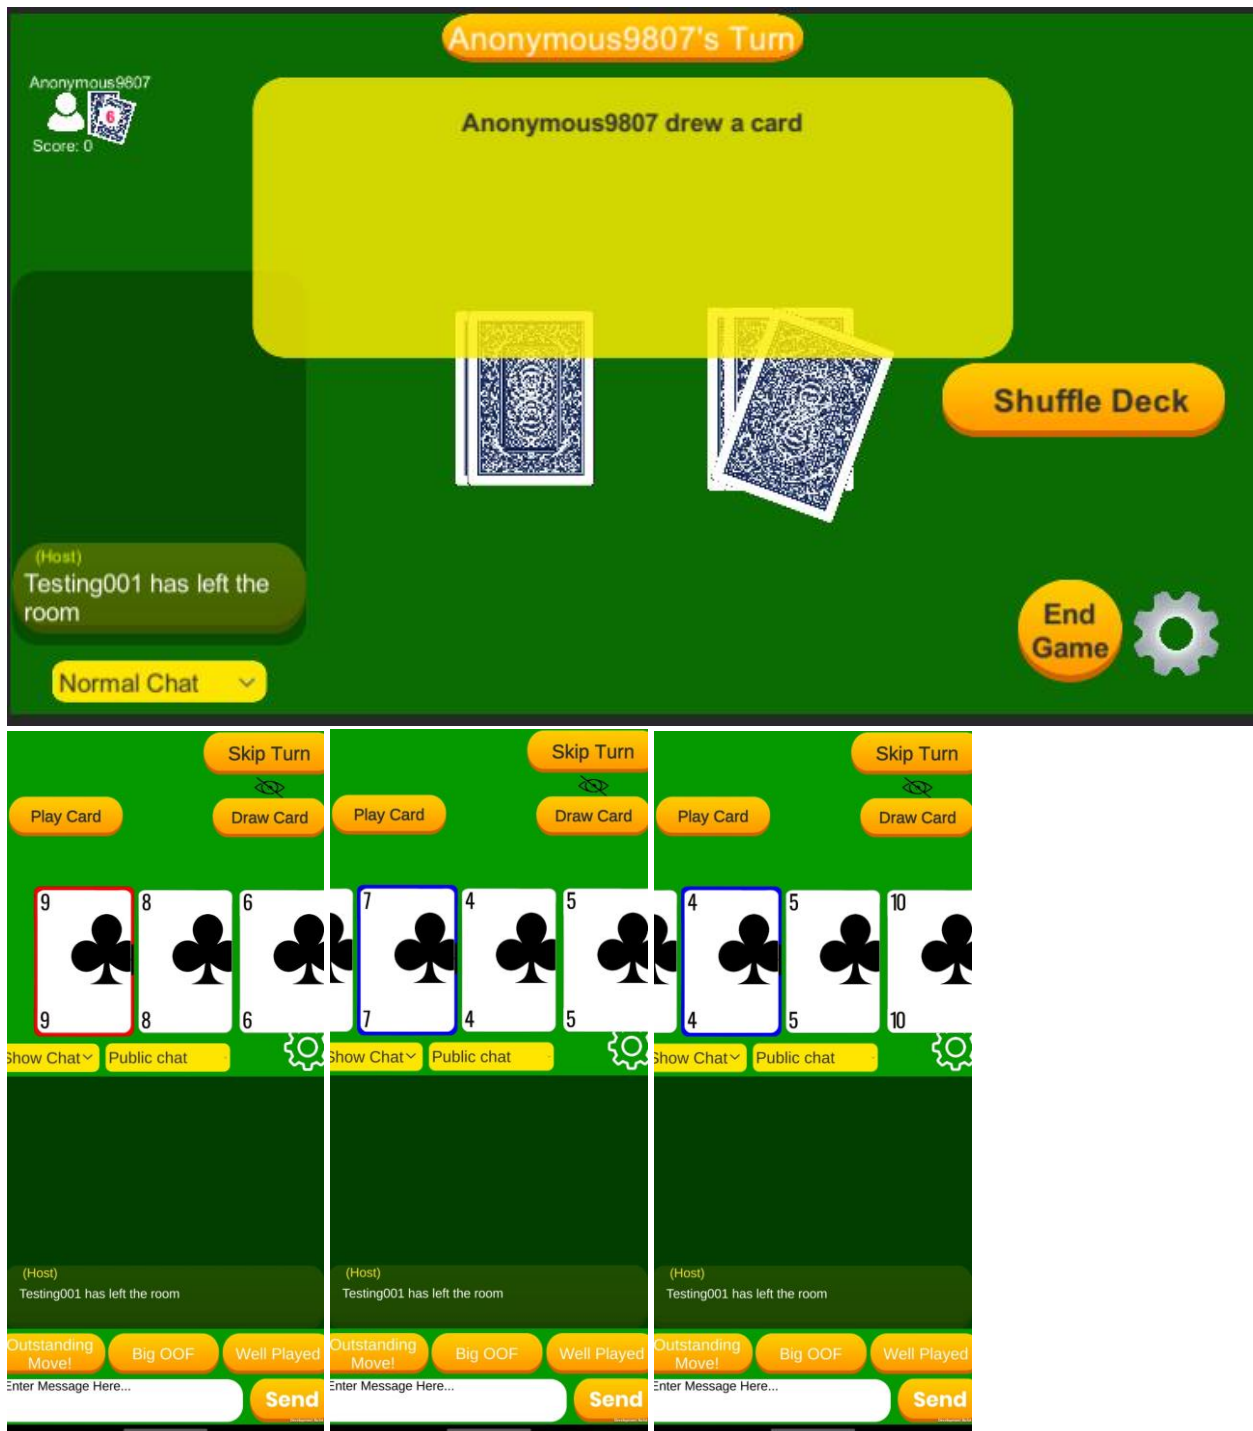 Anonymous9807's Turn
Anonymous9807
6
Score: 0
Anonymous9807 drew a card
Shuffle Deck
(Host)
Testing001 has left the
room
End
Game
Normal Chat
Skip Turn
Play Card
Draw Card
9
8
6
9
8
6
Show Chat
Public chat
(Host)
Testing001 has left the room
Outstanding
Move!
Big OOF
Well Played
Enter Message Here...
Send
Skip Turn
Play Card
Draw Card
7
4
5
7
4
5
Show Chat
Public chat
(Host)
Testing001 has left the room
Outstanding
Move!
Big OOF
Well Played
Enter Message Here...
Send
Skip Turn
Play Card
Draw Card
4
5
10
4
5
10
Show Chat
Public chat
(Host)
Testing001 has left the room
Outstanding
Move!
Big OOF
Well Played
Enter Message Here...
Send